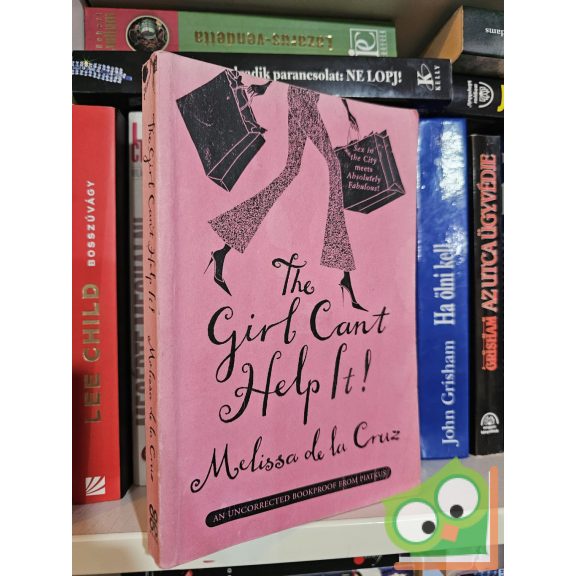 Lazarus-vendetta
parancsolat: NE LOPJ!
K
KELLY
LEE CHILD
BOSSZÚVÁGY
The Girl Can't Help It!
Melissa de la Cruz
Sex in
the City
meets
Absolutely
Fabulous!
The
Girl Can't
Help It!
Melissa de la Cruz
AN UNCORRECTED BOOKPROOF FROM PIATKUS
John Grisham
Ha ölni kell
GRISHAM
AZ UTCA ÜGYVÉDJE